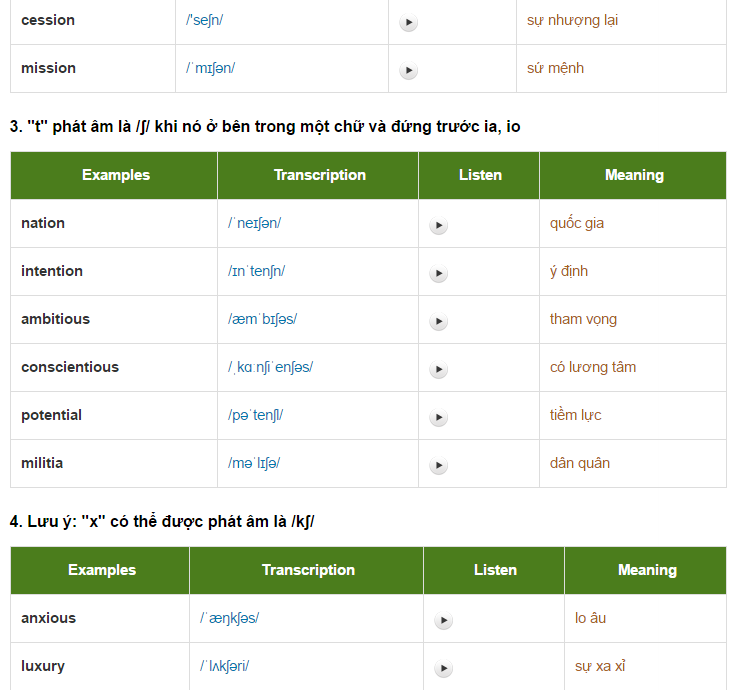 cession /'seʃn/ sự nhượng lại
mission /ˈmɪʃən/ sứ mệnh
3. "t" phát âm là /ʃ/ khi nó ở bên trong một chữ và đứng trước ia, io
Examples Transcription Listen Meaning
nation /ˈneɪʃən/ quốc gia
intention /ɪnˈtenʃn/ ý định
ambitious /æmˈbɪʃəs/ tham vọng
conscientious /ˌkɑːnʃiˈenʃəs/ có lương tâm
potential /pəˈtenʃl/ tiềm lực
militia /məˈlɪʃə/ dân quân
4. Lưu ý: "x" có thể được phát âm là /kʃ/
Examples Transcription Listen Meaning
anxious /ˈæŋkʃəs/ lo âu
luxury /ˈlʌkʃəri/ sự xa xỉ